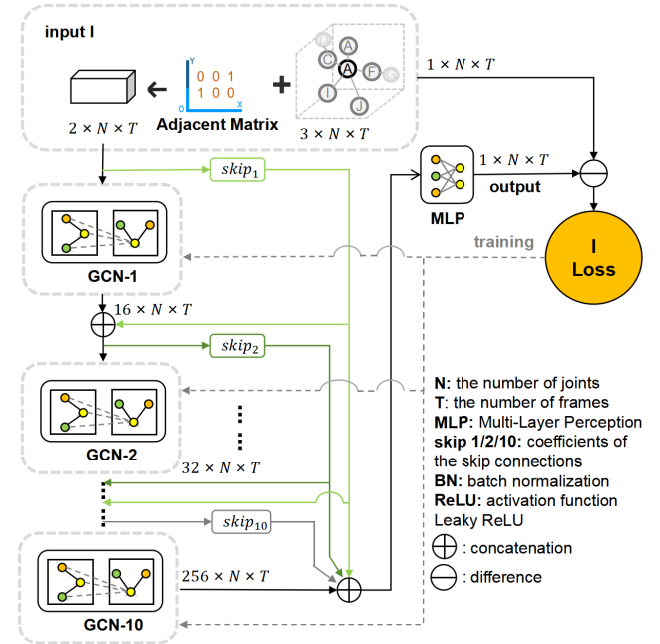 input I
Y
0 0 1
1 0 0
O
X
Adjacent Matrix
A
C
A
F
I
J
2 × N × T
3 × N × T
1 × N × T
skip₁
MLP
1 × N × T
output
GCN-1
training
I
Loss
16 × N × T
skip₂
GCN-2
32 × N × T
skip₁₀
256 × N × T
GCN-10
N: the number of joints
T: the number of frames
MLP: Multi-Layer Perception
skip 1/2/10: coefficients of
the skip connections
BN: batch normalization
ReLU: activation function
Leaky ReLU
: concatenation
: difference